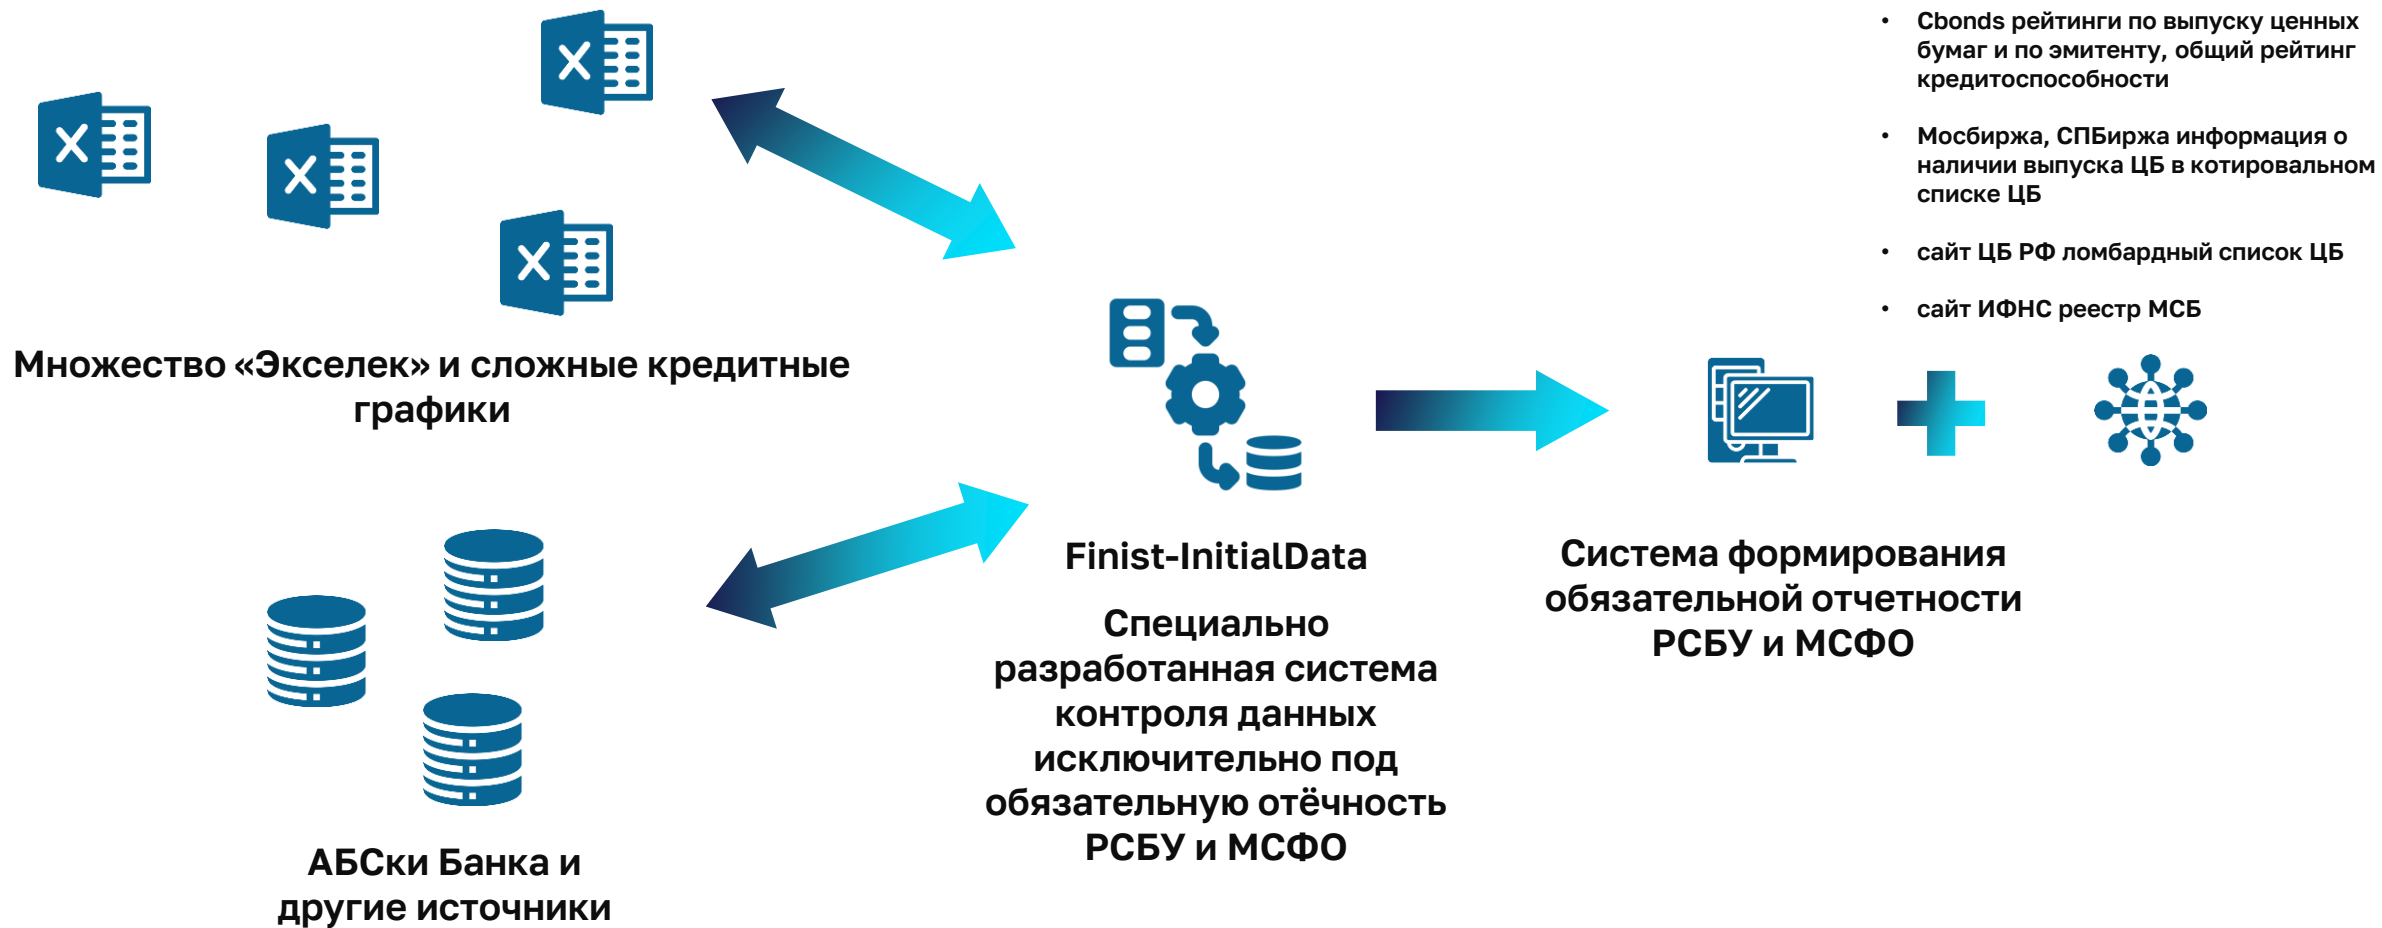 • Cbonds рейтинги по выпуску ценных
бумаг и по эмитенту, общий рейтинг
кредитоспособности
• Мосбиржа, СПБиржа информация о
наличии выпуска ЦБ в котировальном
списке ЦБ
• сайт ЦБ РФ ломбардный список ЦБ
• сайт ИФНС реестр МСБ
Множество «Экселек» и сложные кредитные
графики
Finist-InitialData
Специально
разработанная система
контроля данных
исключительно под
обязательную отёчность
РСБУ и МСФО
Система формирования
обязательной отчетности
РСБУ и МСФО
АБСки Банка и
другие источники